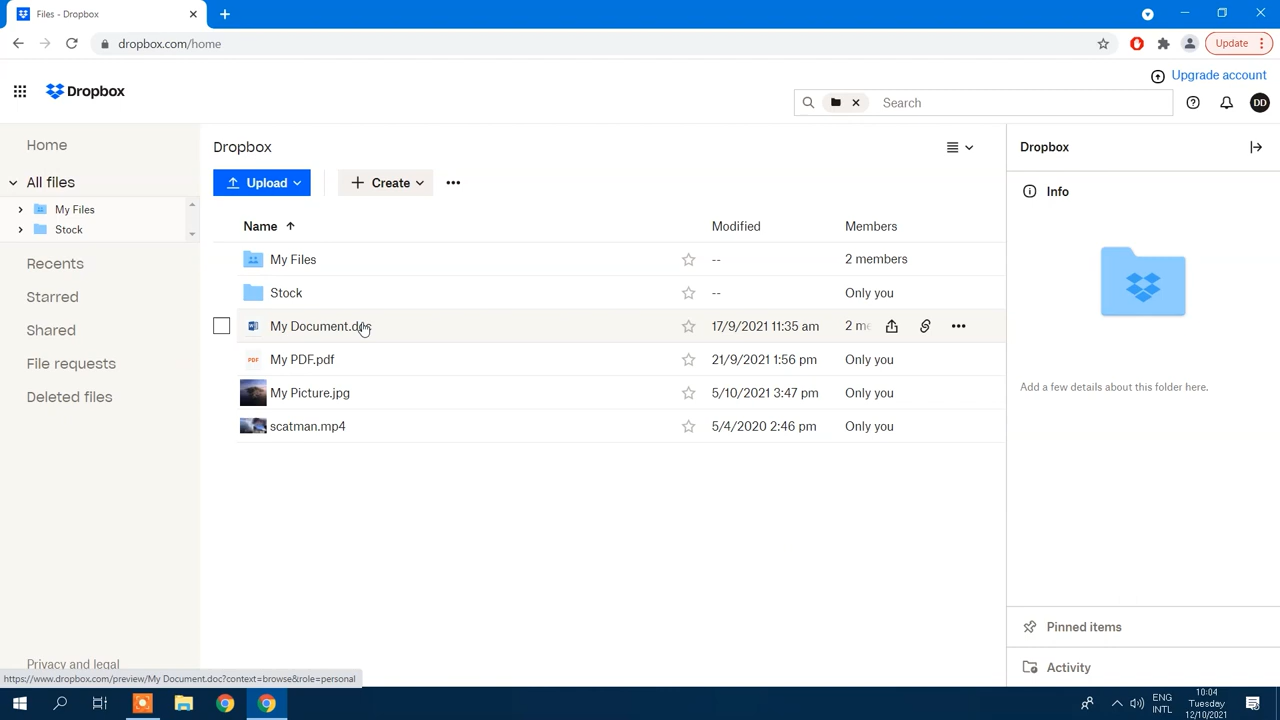 Files - Dropbox
dropbox.com/home
Update
Upgrade account
Dropbox
Search
DD
Home
All files
My Files
Stock
Recents
Starred
Shared
File requests
Deleted files
Privacy and legal
Dropbox
Upload
Create
Name Modified Members
My Files -- 2 members
Stock -- Only you
My Document.doc 17/9/2021 11:35 am 2 me
PDF My PDF.pdf 21/9/2021 1:56 pm Only you
My Picture.jpg 5/10/2021 3:47 pm Only you
scatman.mp4 5/4/2020 2:46 pm Only you
Dropbox
Info
Add a few details about this folder here.
Pinned items
Activity
https://www.dropbox.com/preview/My Document.doc?context=browse&role=personal
ENG
INTL
10:04
Tuesday
12/10/2021